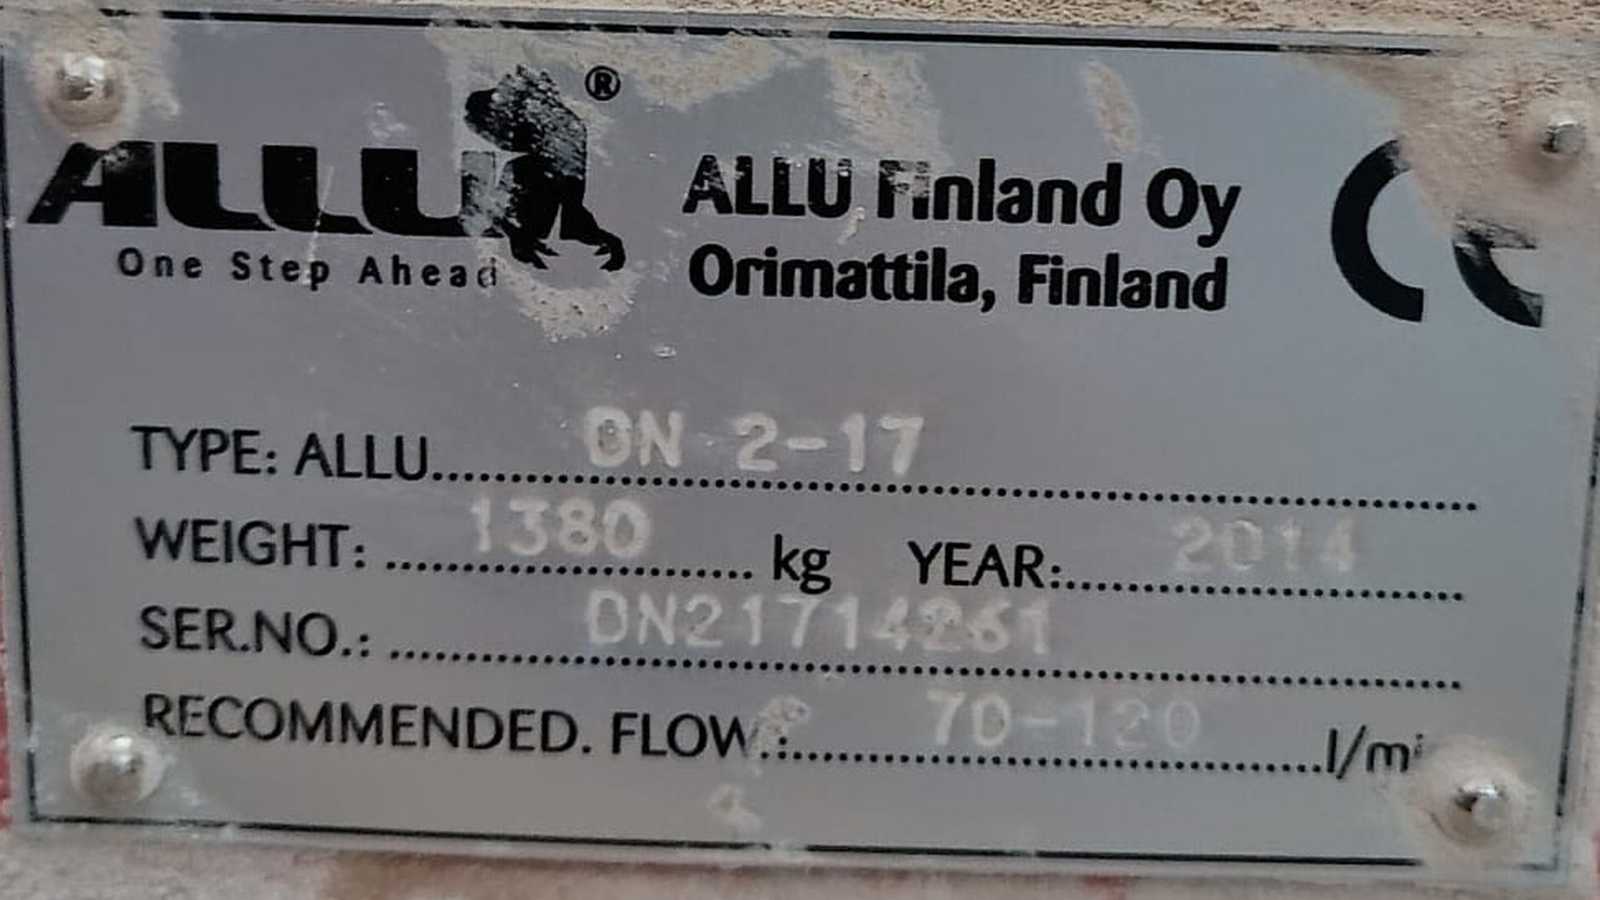 ALLU ®
One Step Ahead
ALLU Finland Oy
Orimattila, Finland
CE
TYPE: ALLU DN 2-17
WEIGHT: 1380 kg YEAR: 2014
SER.NO.: DN21714261
RECOMMENDED. FLOW.: 70-120 l/mi